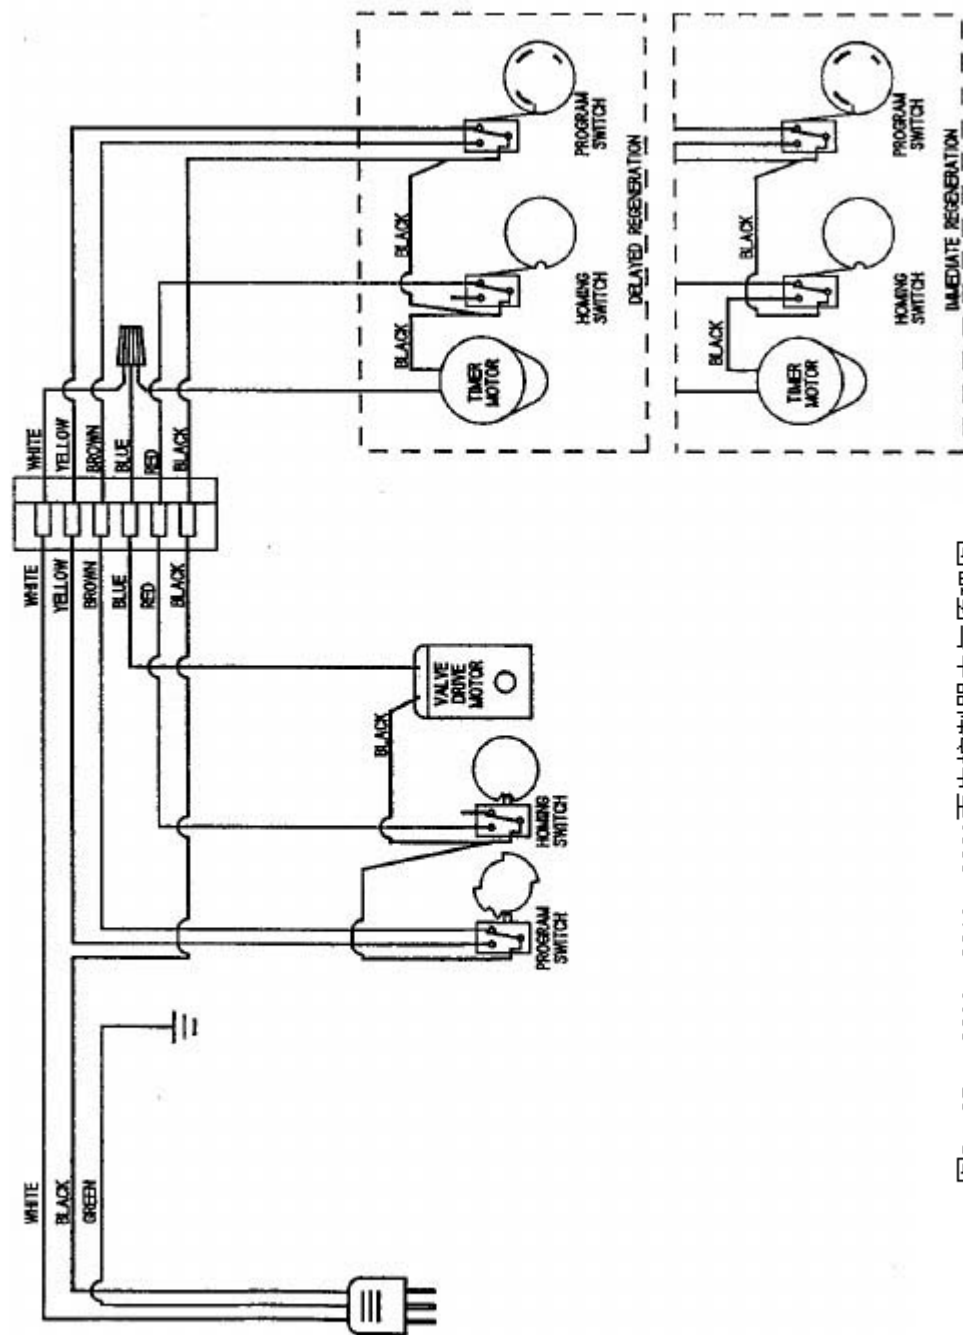 WHITE
YELLOW
BROWN
BLUE
RED
BLACK
WHITE
YELLOW
BROWN
BLUE
RED
BLACK
BLACK
BLACK
TIMER
MOTOR
HOMING
SWITCH
PROGRAM
SWITCH
DELAYED REGENERATION
BLACK
BLACK
TIMER
MOTOR
HOMING
SWITCH
PROGRAM
SWITCH
IMMEDIATE REGENERATION
VALVE
DRIVE
MOTOR
BLACK
HOMING
SWITCH
PROGRAM
SWITCH
WHITE
BLACK
GREEN